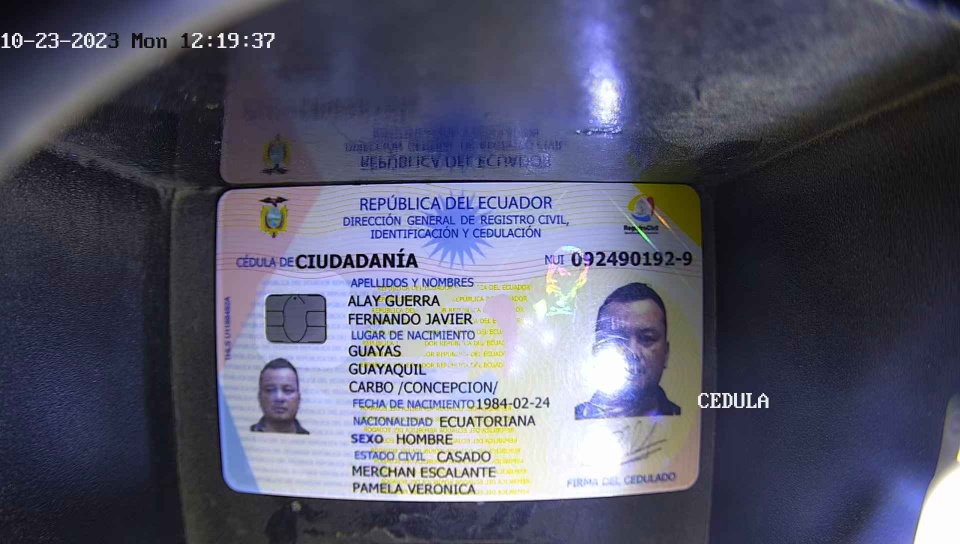 10-23-2023 Mon 12:19:37
REPÚBLICA DEL ECUADOR
DIRECCIÓN GENERAL DE REGISTRO CIVIL,
IDENTIFICACIÓN Y CEDULACIÓN
CÉDULA DE CIUDADANÍA
NUI 092490192-9
APELLIDOS Y NOMBRES
ALAY GUERRA
FERNANDO JAVIER
LUGAR DE NACIMIENTO
GUAYAS
GUAYAQUIL
CARBO /CONCEPCION/
FECHA DE NACIMIENTO 1984-02-24
NACIONALIDAD ECUATORIANA
SEXO HOMBRE
ESTADO CIVIL CASADO
MERCHAN ESCALANTE
PAMELA VERONICA
FIRMA DEL CEDULADO
CEDULA